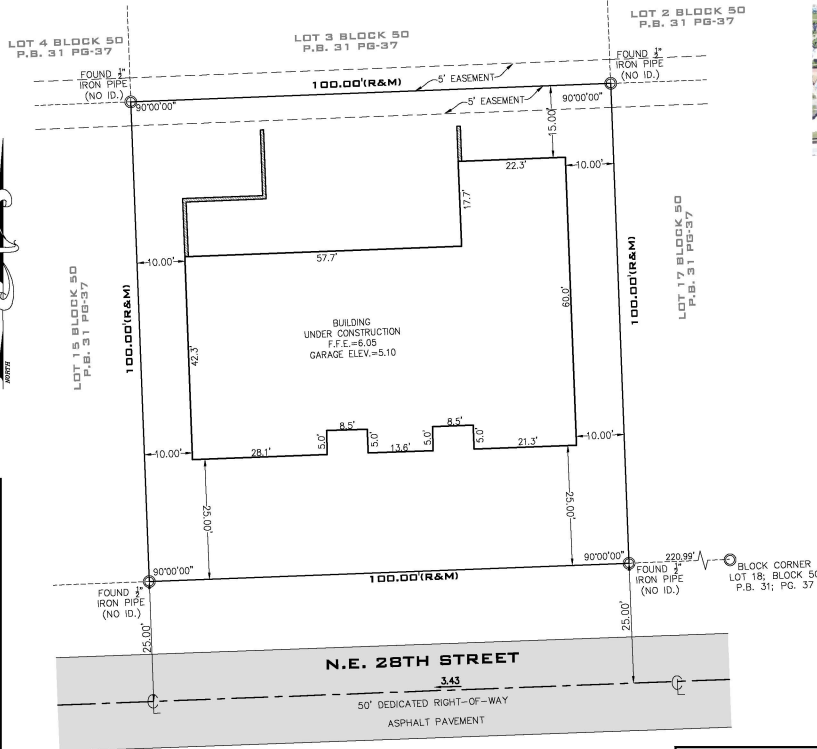 LOT 4 BLOCK 50
P.B. 31 PG-37
LOT 3 BLOCK 50
P.B. 31 PG-37
LOT 2 BLOCK 50
P.B. 31 PG-37
FOUND ½"
IRON PIPE
(NO ID.)
100.00'(R&M)
5' EASEMENT
FOUND ½"
IRON PIPE
(NO ID.)
90°00'00"
5' EASEMENT
90°00'00"
15.00'
22.3'
10.00'
17.7'
10.00'
57.7'
LOT 15 BLOCK 50
P.B. 31 PG-37
100.00'(R&M)
42.3'
BUILDING
UNDER CONSTRUCTION
F.F.E.=6.05
GARAGE ELEV.=5.10
60.0'
100.00'(R&M)
LOT 17 BLOCK 50
P.B. 31 PG-37
NORTH
10.00'
28.1'
5.0'
8.5'
5.0'
13.6'
5.0'
8.5'
5.0'
21.3'
10.00'
25.00'
25.00'
90°00'00"
100.00'(R&M)
90°00'00"
220.99'
BLOCK CORNER
LOT 18; BLOCK 50
P.B. 31; PG. 37
FOUND ½"
IRON PIPE
(NO ID.)
FOUND ½"
IRON PIPE
(NO ID.)
25.00'
25.00'
N.E. 28TH STREET
3.43
50' DEDICATED RIGHT-OF-WAY
ASPHALT PAVEMENT